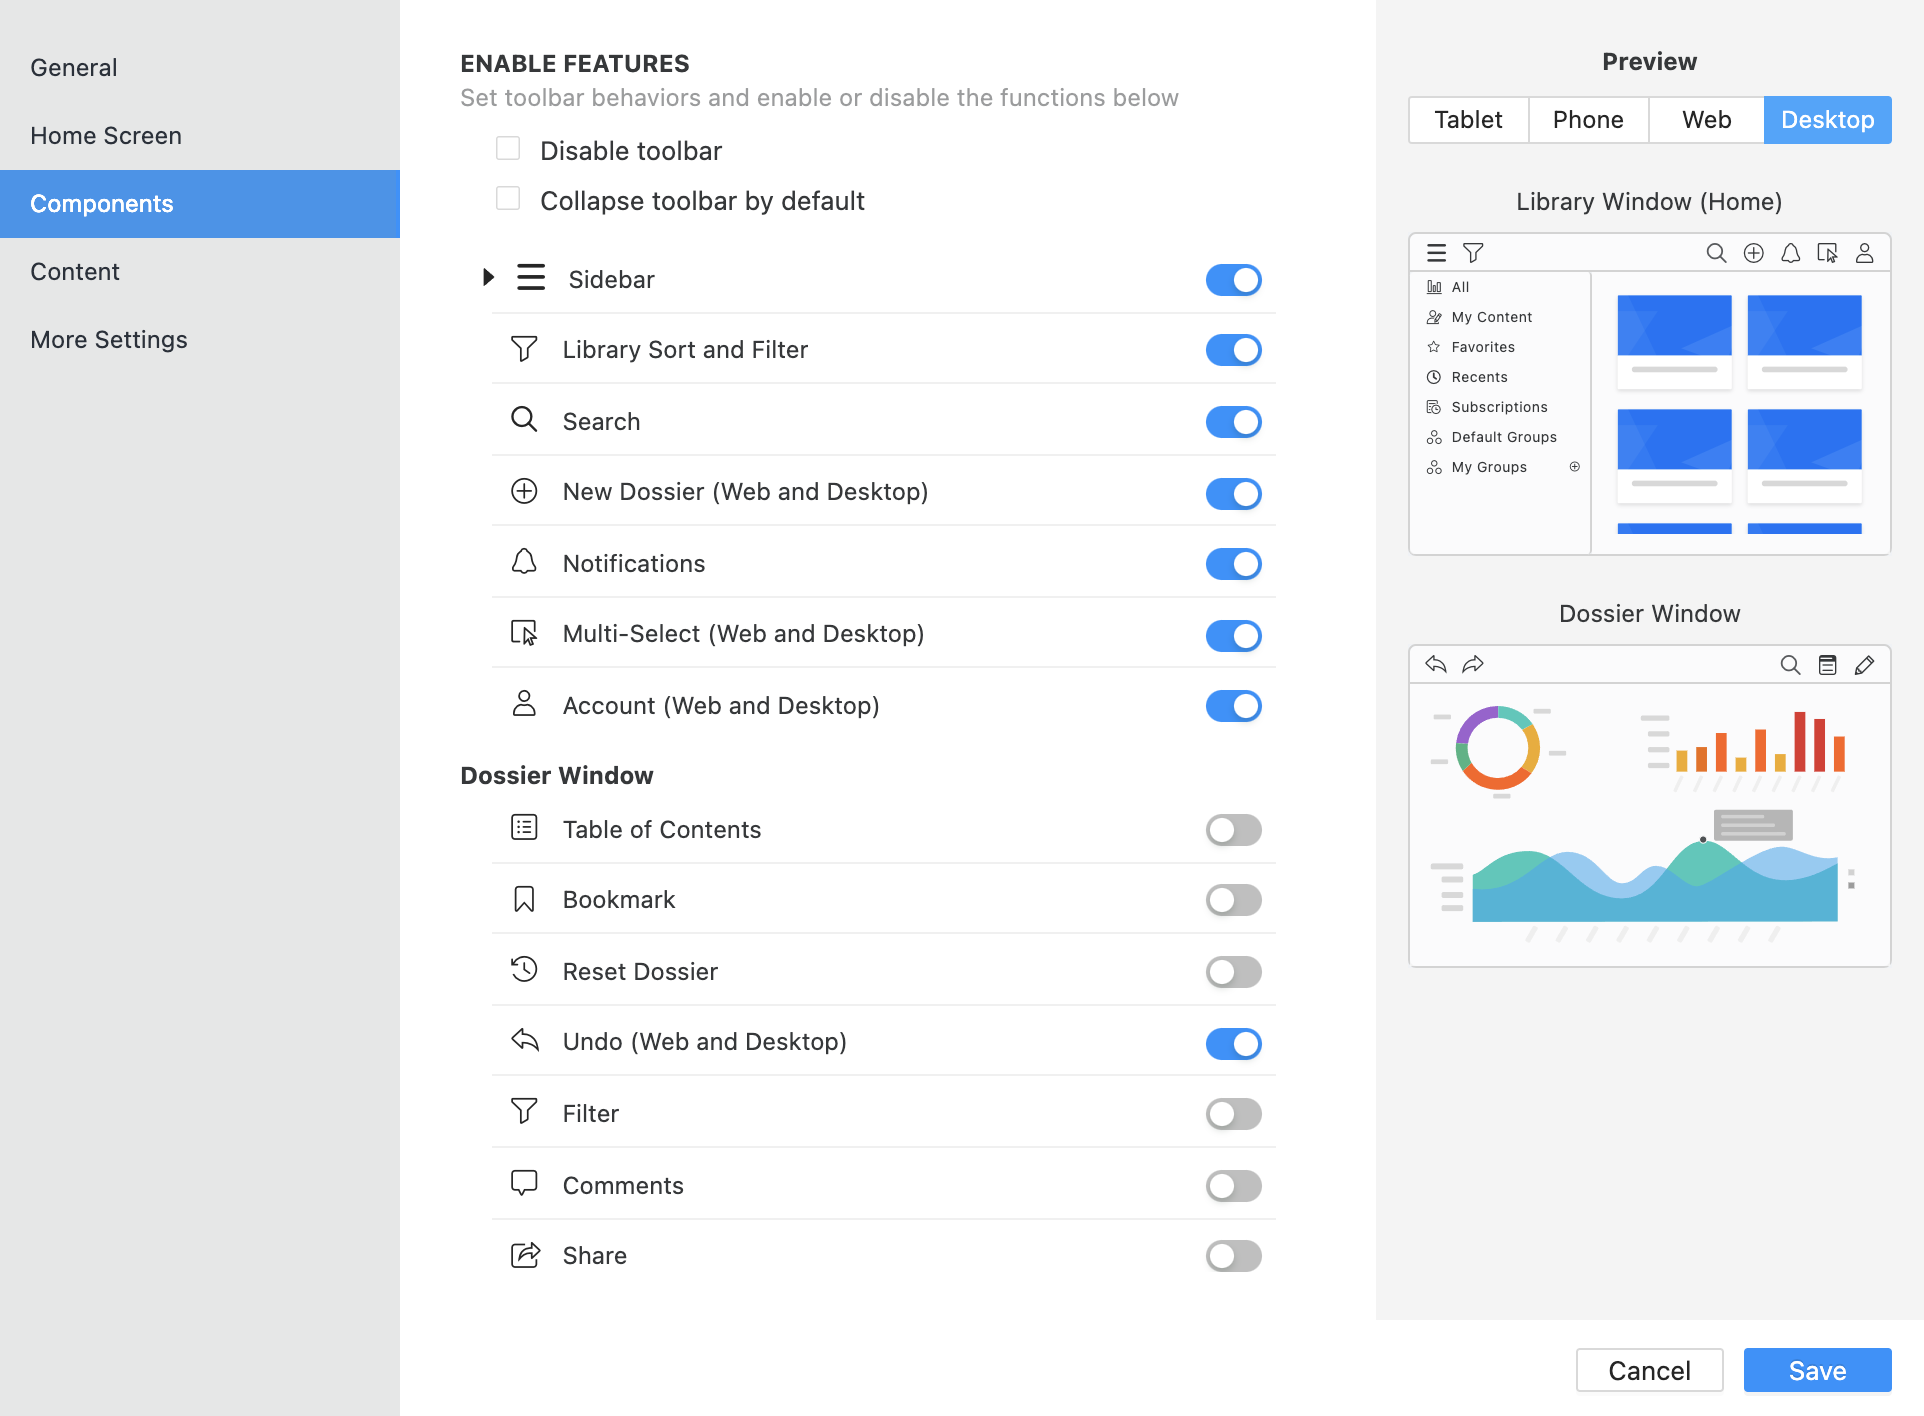 General
Home Screen
Components
Content
More Settings
ENABLE FEATURES
Set toolbar behaviors and enable or disable the functions below
Disable toolbar
Collapse toolbar by default
Sidebar
Library Sort and Filter
Search
New Dossier (Web and Desktop)
Notifications
Multi-Select (Web and Desktop)
Account (Web and Desktop)
Dossier Window
Table of Contents
Bookmark
Reset Dossier
Undo (Web and Desktop)
Filter
Comments
Share
Preview
Tablet Phone Web Desktop
Library Window (Home)
All
My Content
Favorites
Recents
Subscriptions
Default Groups
My Groups
Dossier Window
Cancel Save